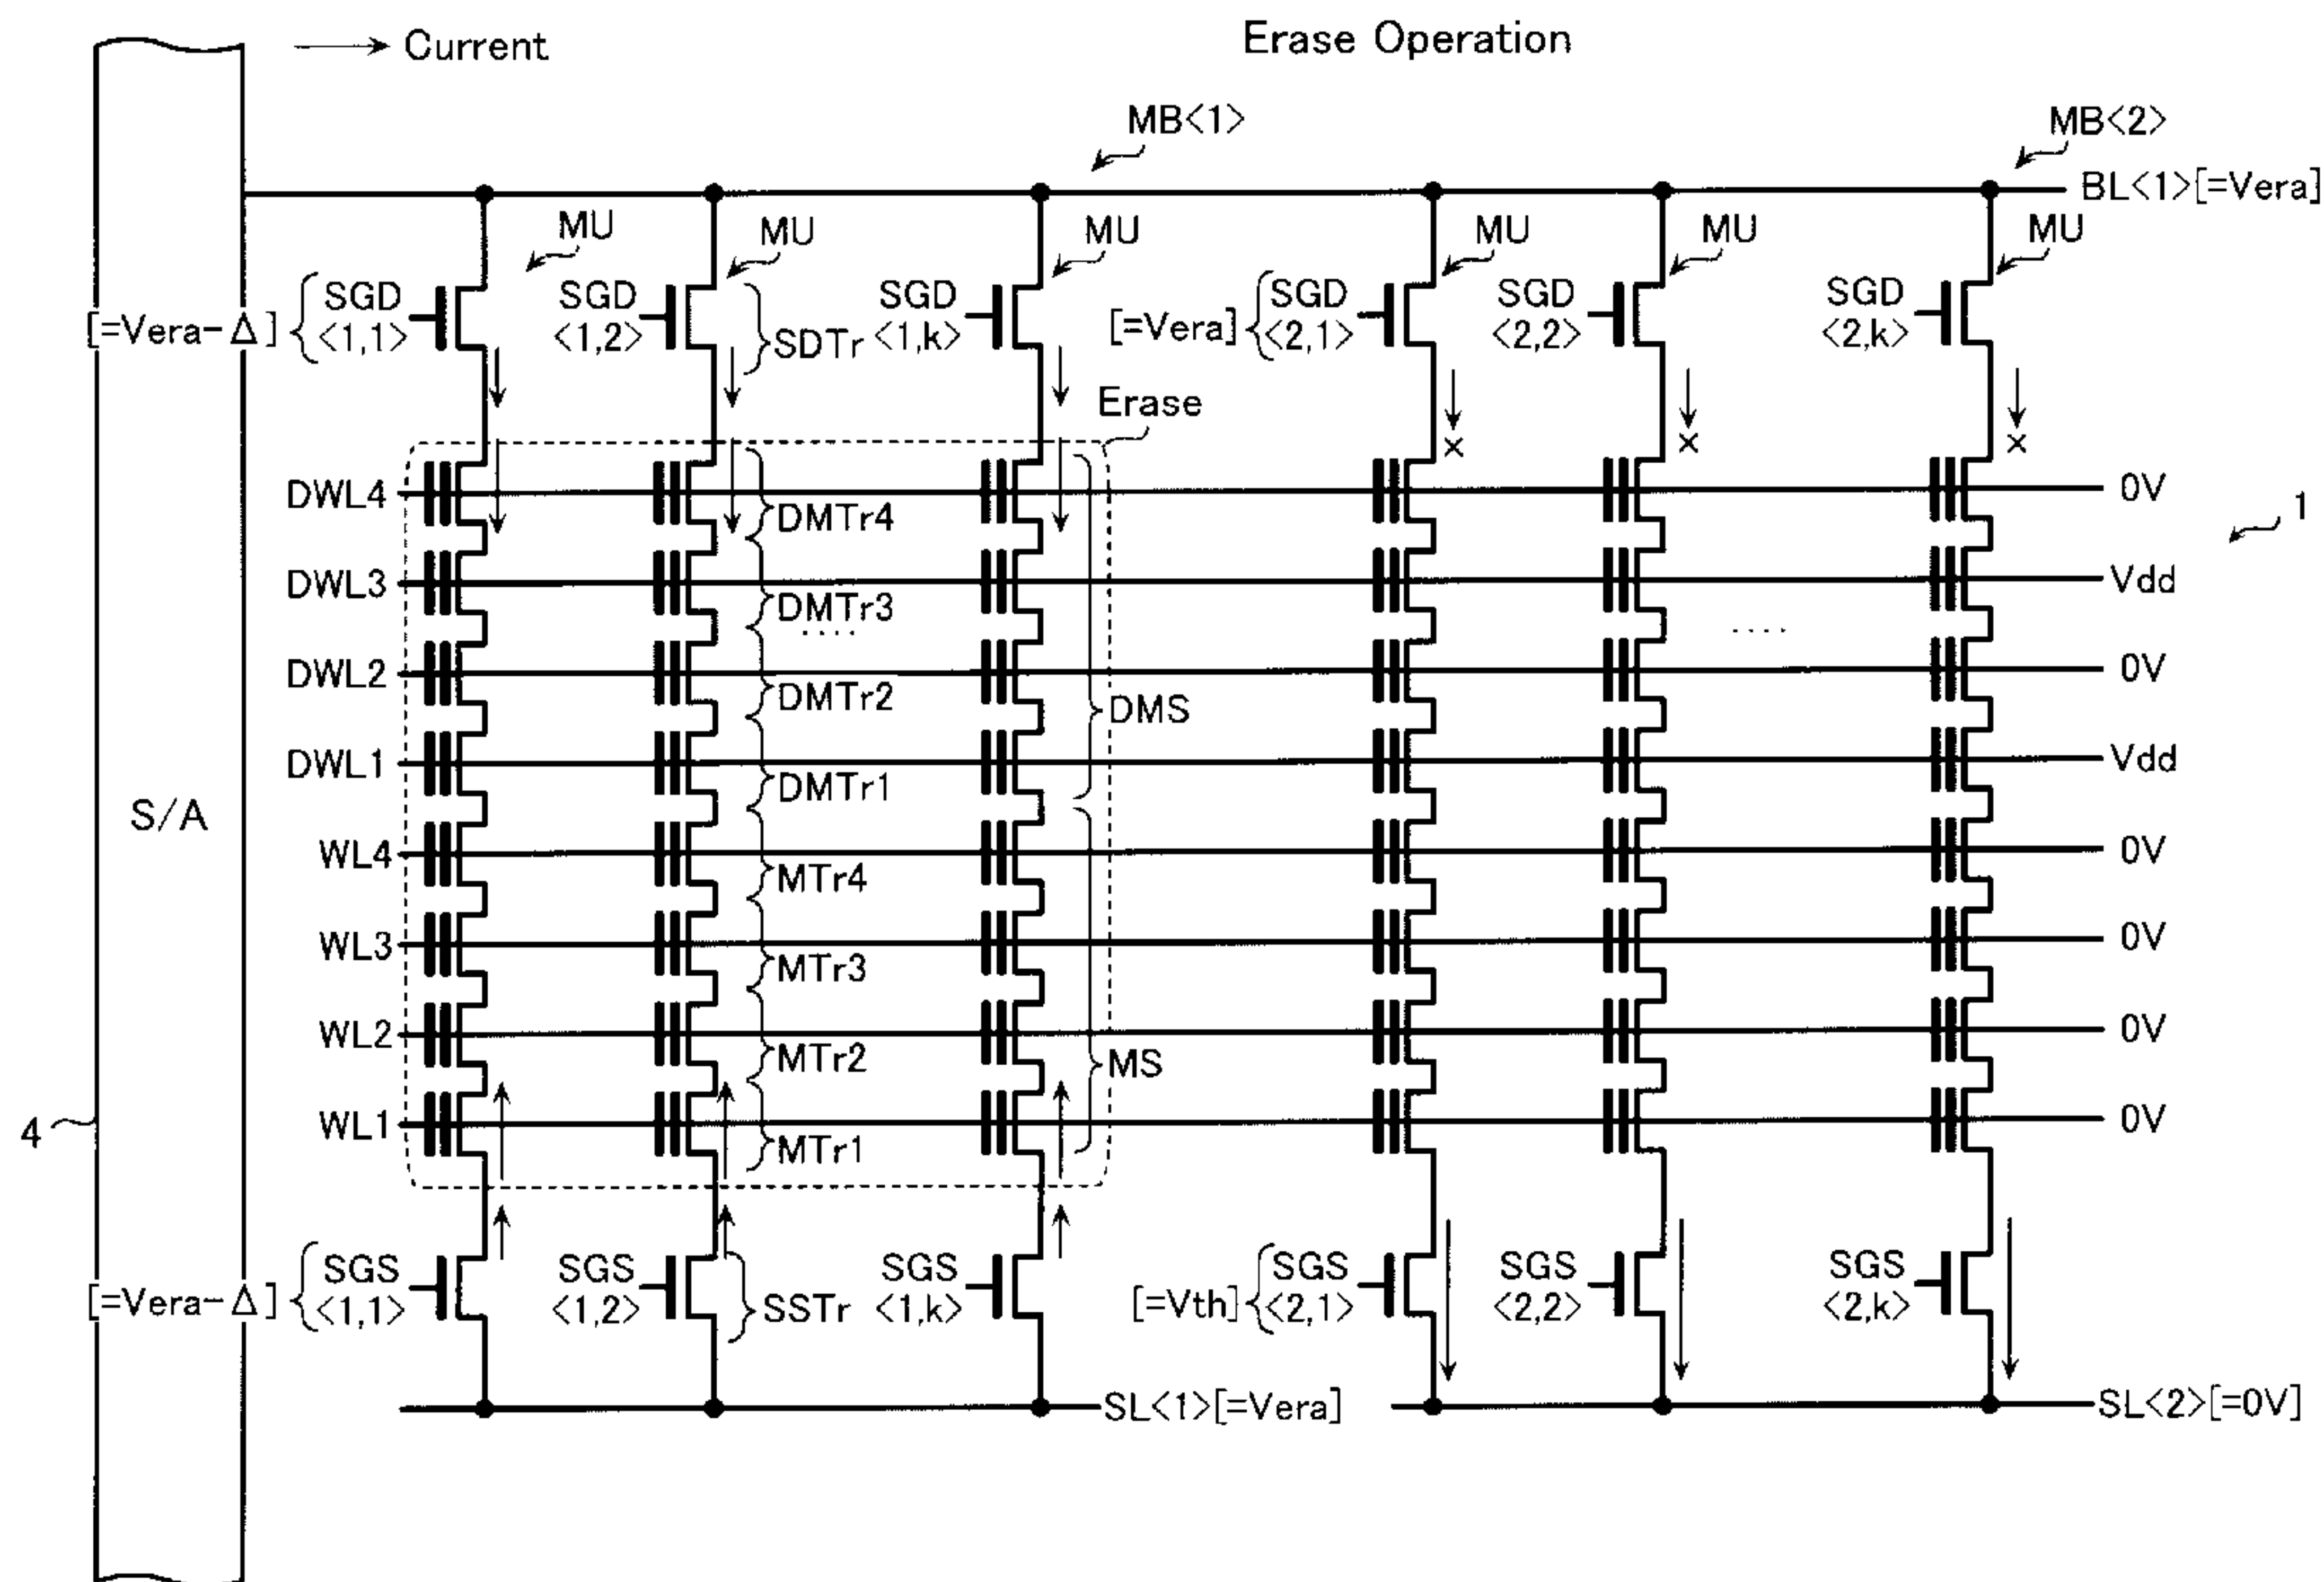 Erase Operation
Current
MB<1>
MB<2>
BL<1>[=Vera]
MU
MU
MU
MU
MU
MU
[=Vera-Δ]
SGD
<1,1>
SGD
<1,2>
SDTr
SGD
<1,k>
[=Vera]
SGD
<2,1>
SGD
<2,2>
SGD
<2,k>
Erase
× × ×
DWL4
DMTr4
0V
1
DWL3
DMTr3
Vdd
....
....
DWL2
DMTr2
0V
DMS
DWL1
DMTr1
Vdd
S/A
WL4
MTr4
0V
WL3
MTr3
0V
WL2
MTr2
0V
MS
4
WL1
MTr1
0V
[=Vera-Δ]
SGS
<1,1>
SGS
<1,2>
SSTr
SGS
<1,k>
[=Vth]
SGS
<2,1>
SGS
<2,2>
SGS
<2,k>
SL<1>[=Vera]
SL<2>[=0V]